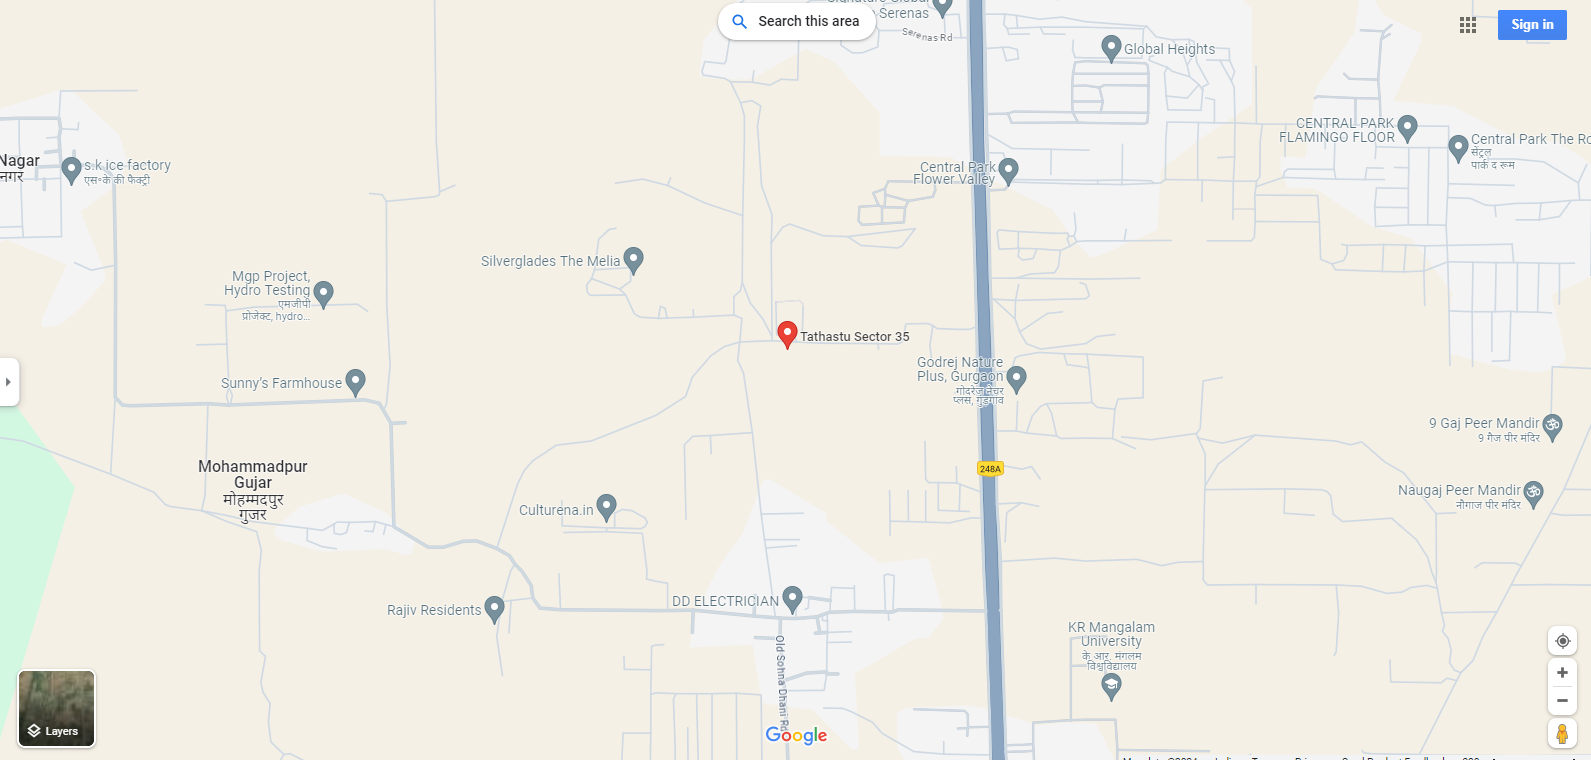 Signature Global
Serenas
Search this area
Sign in
Serenas Rd
Global Heights
CENTRAL PARK
FLAMINGO FLOOR
Central Park The Ro
सेंट्रल
पार्क द रूम
Nagar
नगर
s.k ice factory
एस॰के की फैक्ट्री
Central Park
Flower Valley
Silverglades The Melia
Mgp Project,
Hydro Testing
एमजीपी
प्रोजेक्ट, hydro...
Tathastu Sector 35
Godrej Nature
Plus, Gurgaon
गोदरेज नेचर
प्लस, गुड़गांव
Sunny's Farmhouse
9 Gaj Peer Mandir
9 गैज पीर मंदिर
Mohammadpur
Gujar
मोहम्मदपुर
गुजर
248A
Naugaj Peer Mandir
नौगाज पीर मंदिर
Culturena.in
DD ELECTRICIAN
Rajiv Residents
KR Mangalam
University
के आर. मंगलम
विश्वविद्यालय
Old Sohna Dhani Rd
Layers
Google